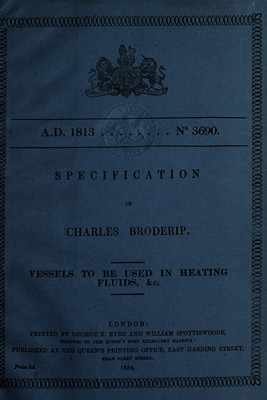 A.D. 1813 . . . . . . . . Nº 3690.
SPECIFICATION
OF
CHARLES BRODERIP.
VESSELS TO BE USED IN HEATING
FLUIDS, &c.
LONDON:
PRINTED BY GEORGE E. EYRE AND WILLIAM SPOTTISWOODE,
PRINTERS TO THE QUEEN'S MOST EXCELLENT MAJESTY:
PUBLISHED AT THE QUEEN'S PRINTING OFFICE, EAST HARDING STREET,
NEAR FLEET STREET.
1854.